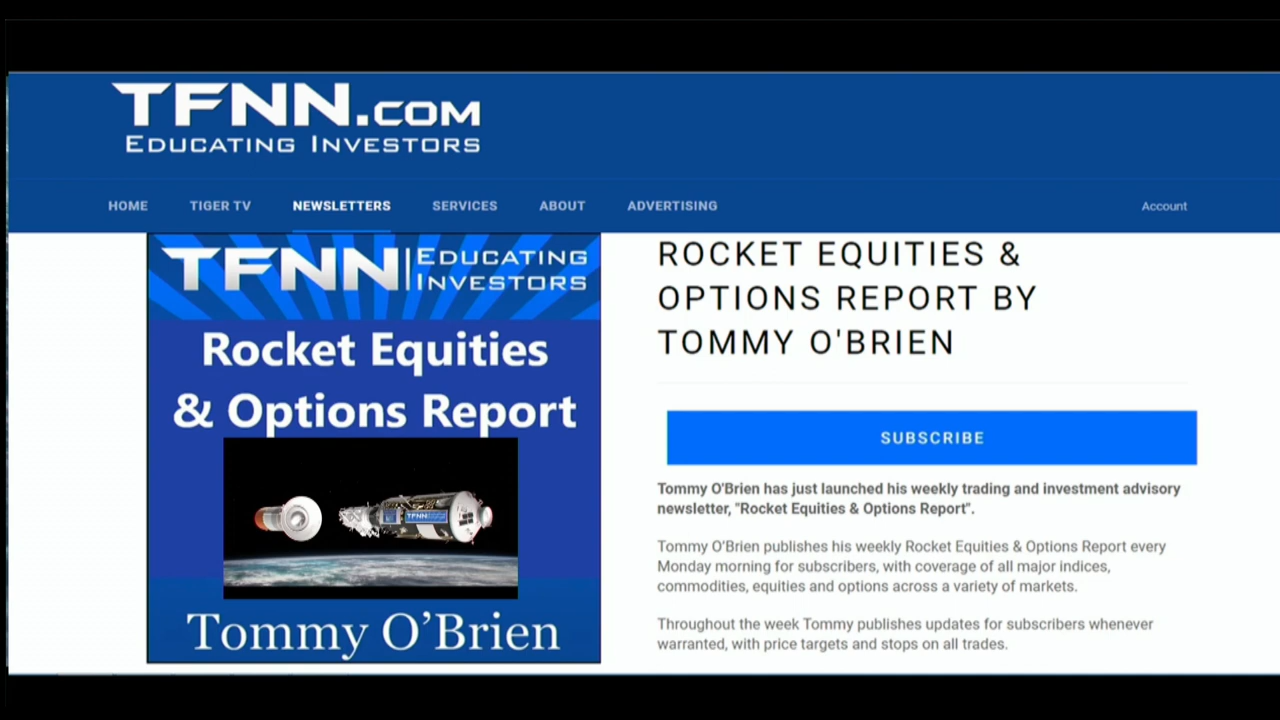 TFNN.COM
EDUCATING INVESTORS
HOME TIGER TV NEWSLETTERS SERVICES ABOUT ADVERTISING Account
TFNN EDUCATING
INVESTORS
Rocket Equities
& Options Report
TFNN
Tommy O’Brien
ROCKET EQUITIES &
OPTIONS REPORT BY
TOMMY O'BRIEN
SUBSCRIBE
Tommy O'Brien has just launched his weekly trading and investment advisory
newsletter, "Rocket Equities & Options Report".
Tommy O'Brien publishes his weekly Rocket Equities & Options Report every
Monday morning for subscribers, with coverage of all major indices,
commodities, equities and options across a variety of markets.
Throughout the week Tommy publishes updates for subscribers whenever
warranted, with price targets and stops on all trades.